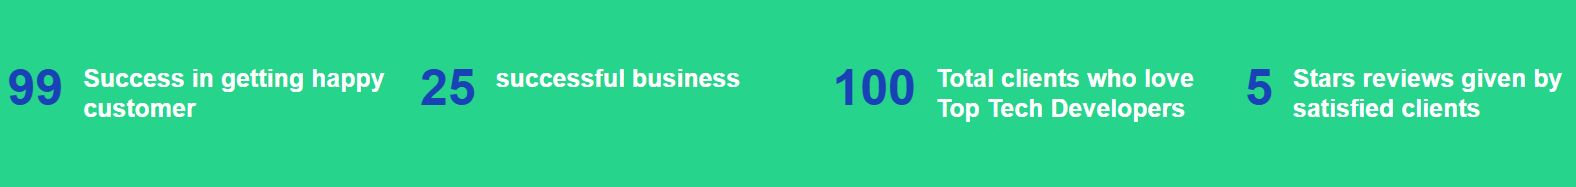 99 Success in getting happy
customer
25 successful business
100 Total clients who love
Top Tech Developers
5 Stars reviews given by
satisfied clients